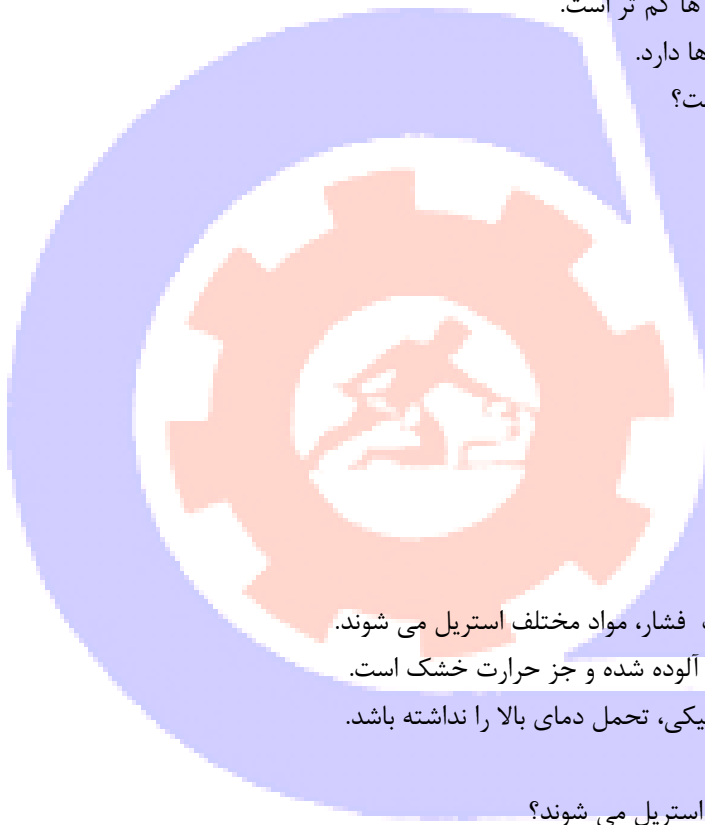 ها کم تر است.
ها دارد.
ت؟
فشار، مواد مختلف استریل می شوند.
آلوده شده و جز حرارت خشک است.
یکی، تحمل دمای بالا را نداشته باشد.
استریل می شوند؟